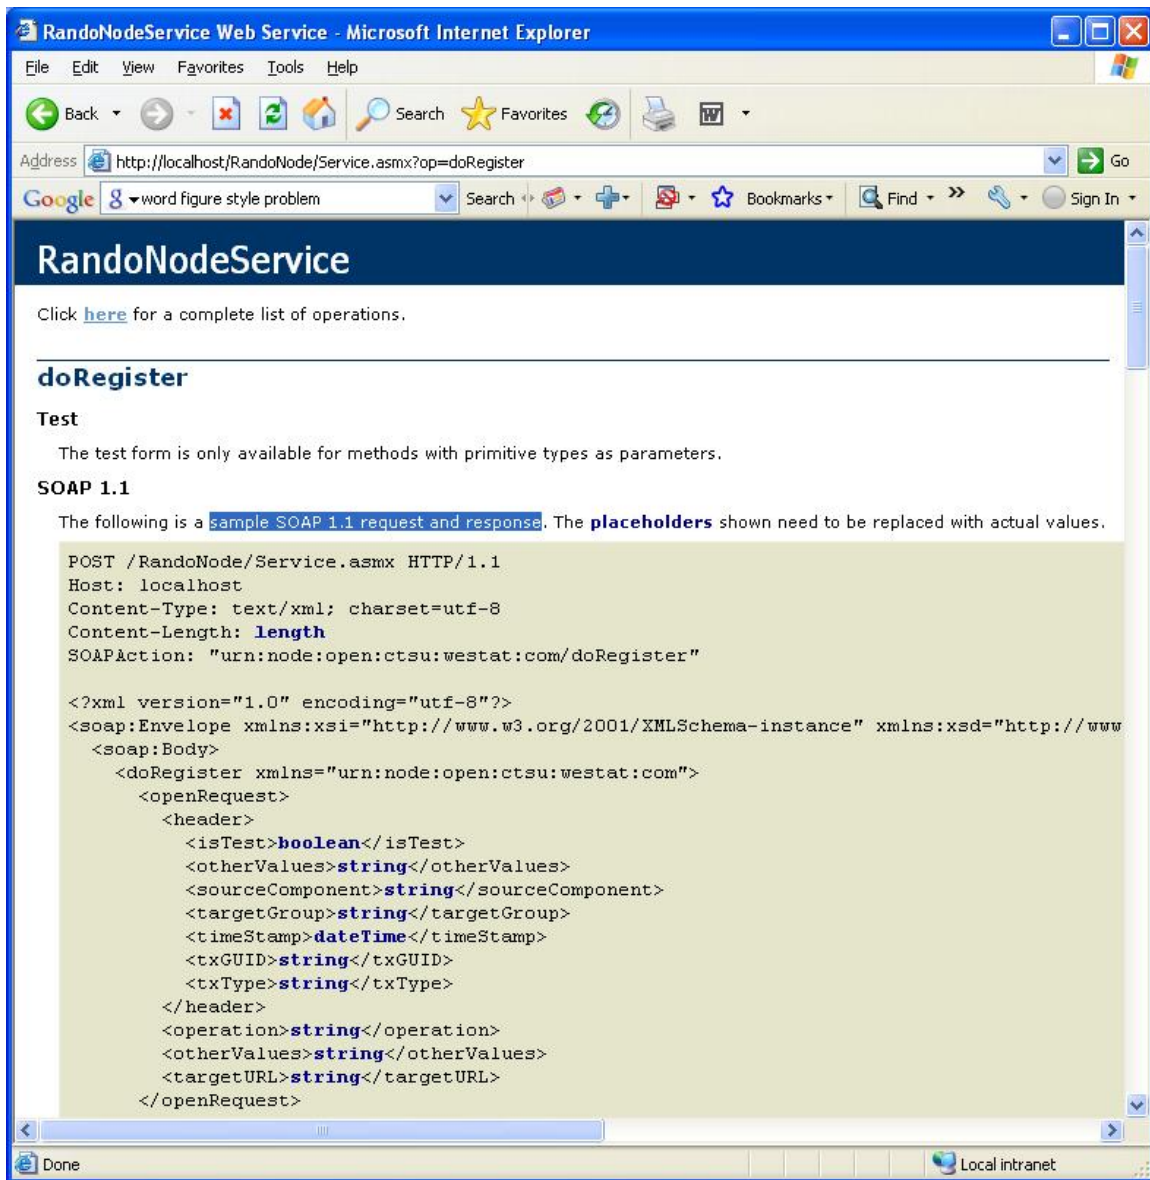 RandoNodeService Web Service - Microsoft Internet Explorer
File Edit View Favorites Tools Help
Back Search Favorites
Address http://localhost/RandoNode/Service.asmx?op=doRegister Go
Google word figure style problem Search Bookmarks Find » Sign In
RandoNodeService
Click here for a complete list of operations.
doRegister
Test
The test form is only available for methods with primitive types as parameters.
SOAP 1.1
The following is a sample SOAP 1.1 request and response. The placeholders shown need to be replaced with actual values.
POST /RandoNode/Service.asmx HTTP/1.1
Host: localhost
Content-Type: text/xml; charset=utf-8
Content-Length: length
SOAPAction: "urn:node:open:ctsu:westat:com/doRegister"
<?xml version="1.0" encoding="utf-8"?>
<soap:Envelope xmlns:xsi="http://www.w3.org/2001/XMLSchema-instance" xmlns:xsd="http://www
<soap:Body>
<doRegister xmlns="urn:node:open:ctsu:westat:com">
<openRequest>
<header>
<isTest>boolean</isTest>
<otherValues>string</otherValues>
<sourceComponent>string</sourceComponent>
<targetGroup>string</targetGroup>
<timeStamp>dateTime</timeStamp>
<txGUID>string</txGUID>
<txType>string</txType>
</header>
<operation>string</operation>
<otherValues>string</otherValues>
<targetURL>string</targetURL>
</openRequest>
Done Local intranet